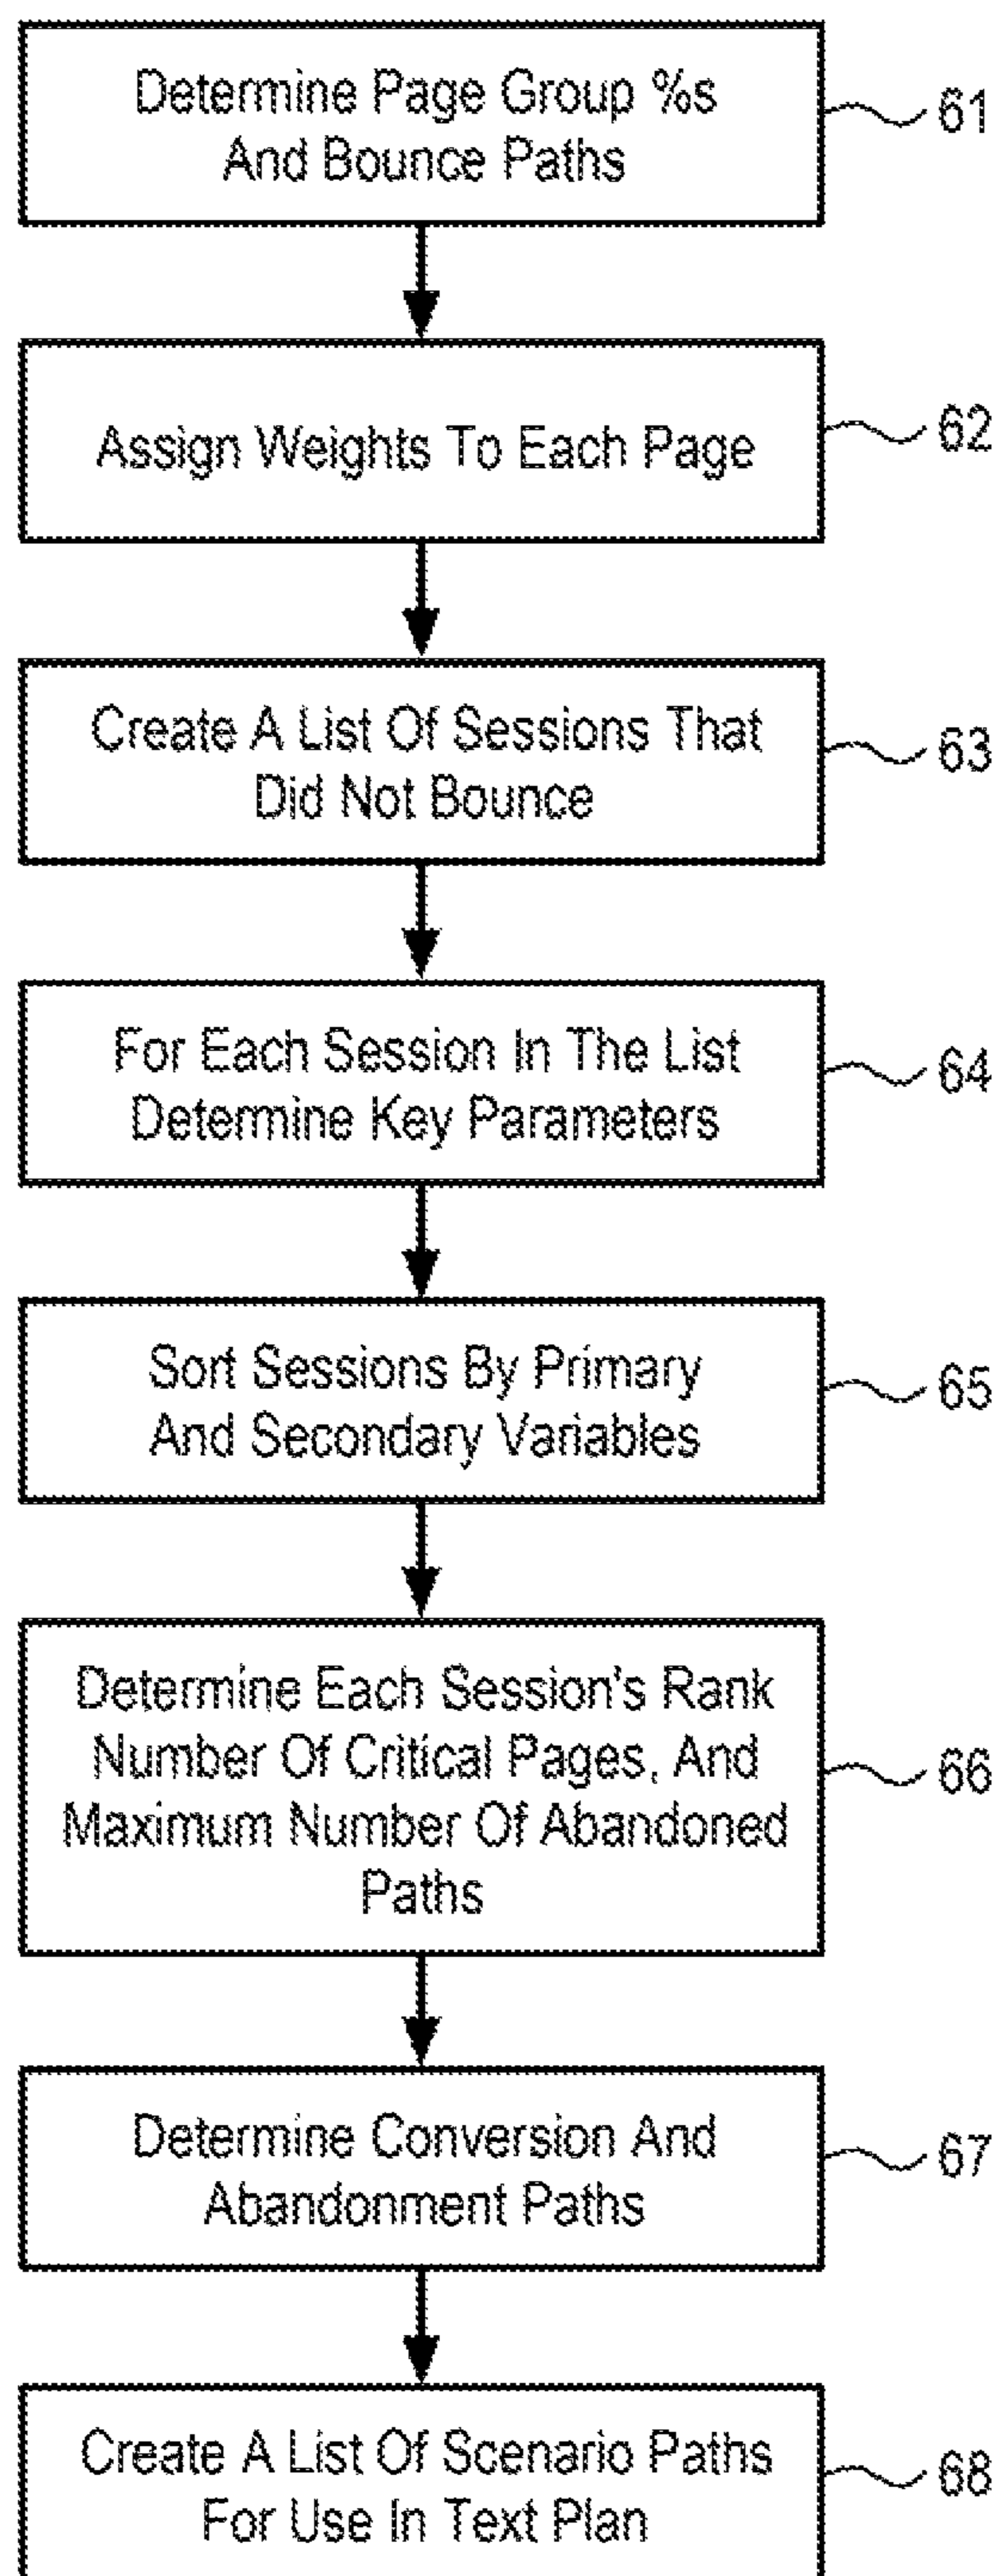 Determine Page Group %s
And Bounce Paths
61
Assign Weights To Each Page
62
Create A List Of Sessions That
Did Not Bounce
63
For Each Session In The List
Determine Key Parameters
64
Sort Sessions By Primary
And Secondary Variables
65
Determine Each Session's Rank
Number Of Critical Pages, And
Maximum Number Of Abandoned
Paths
66
Determine Conversion And
Abandonment Paths
67
Create A List Of Scenario Paths
For Use In Text Plan
68